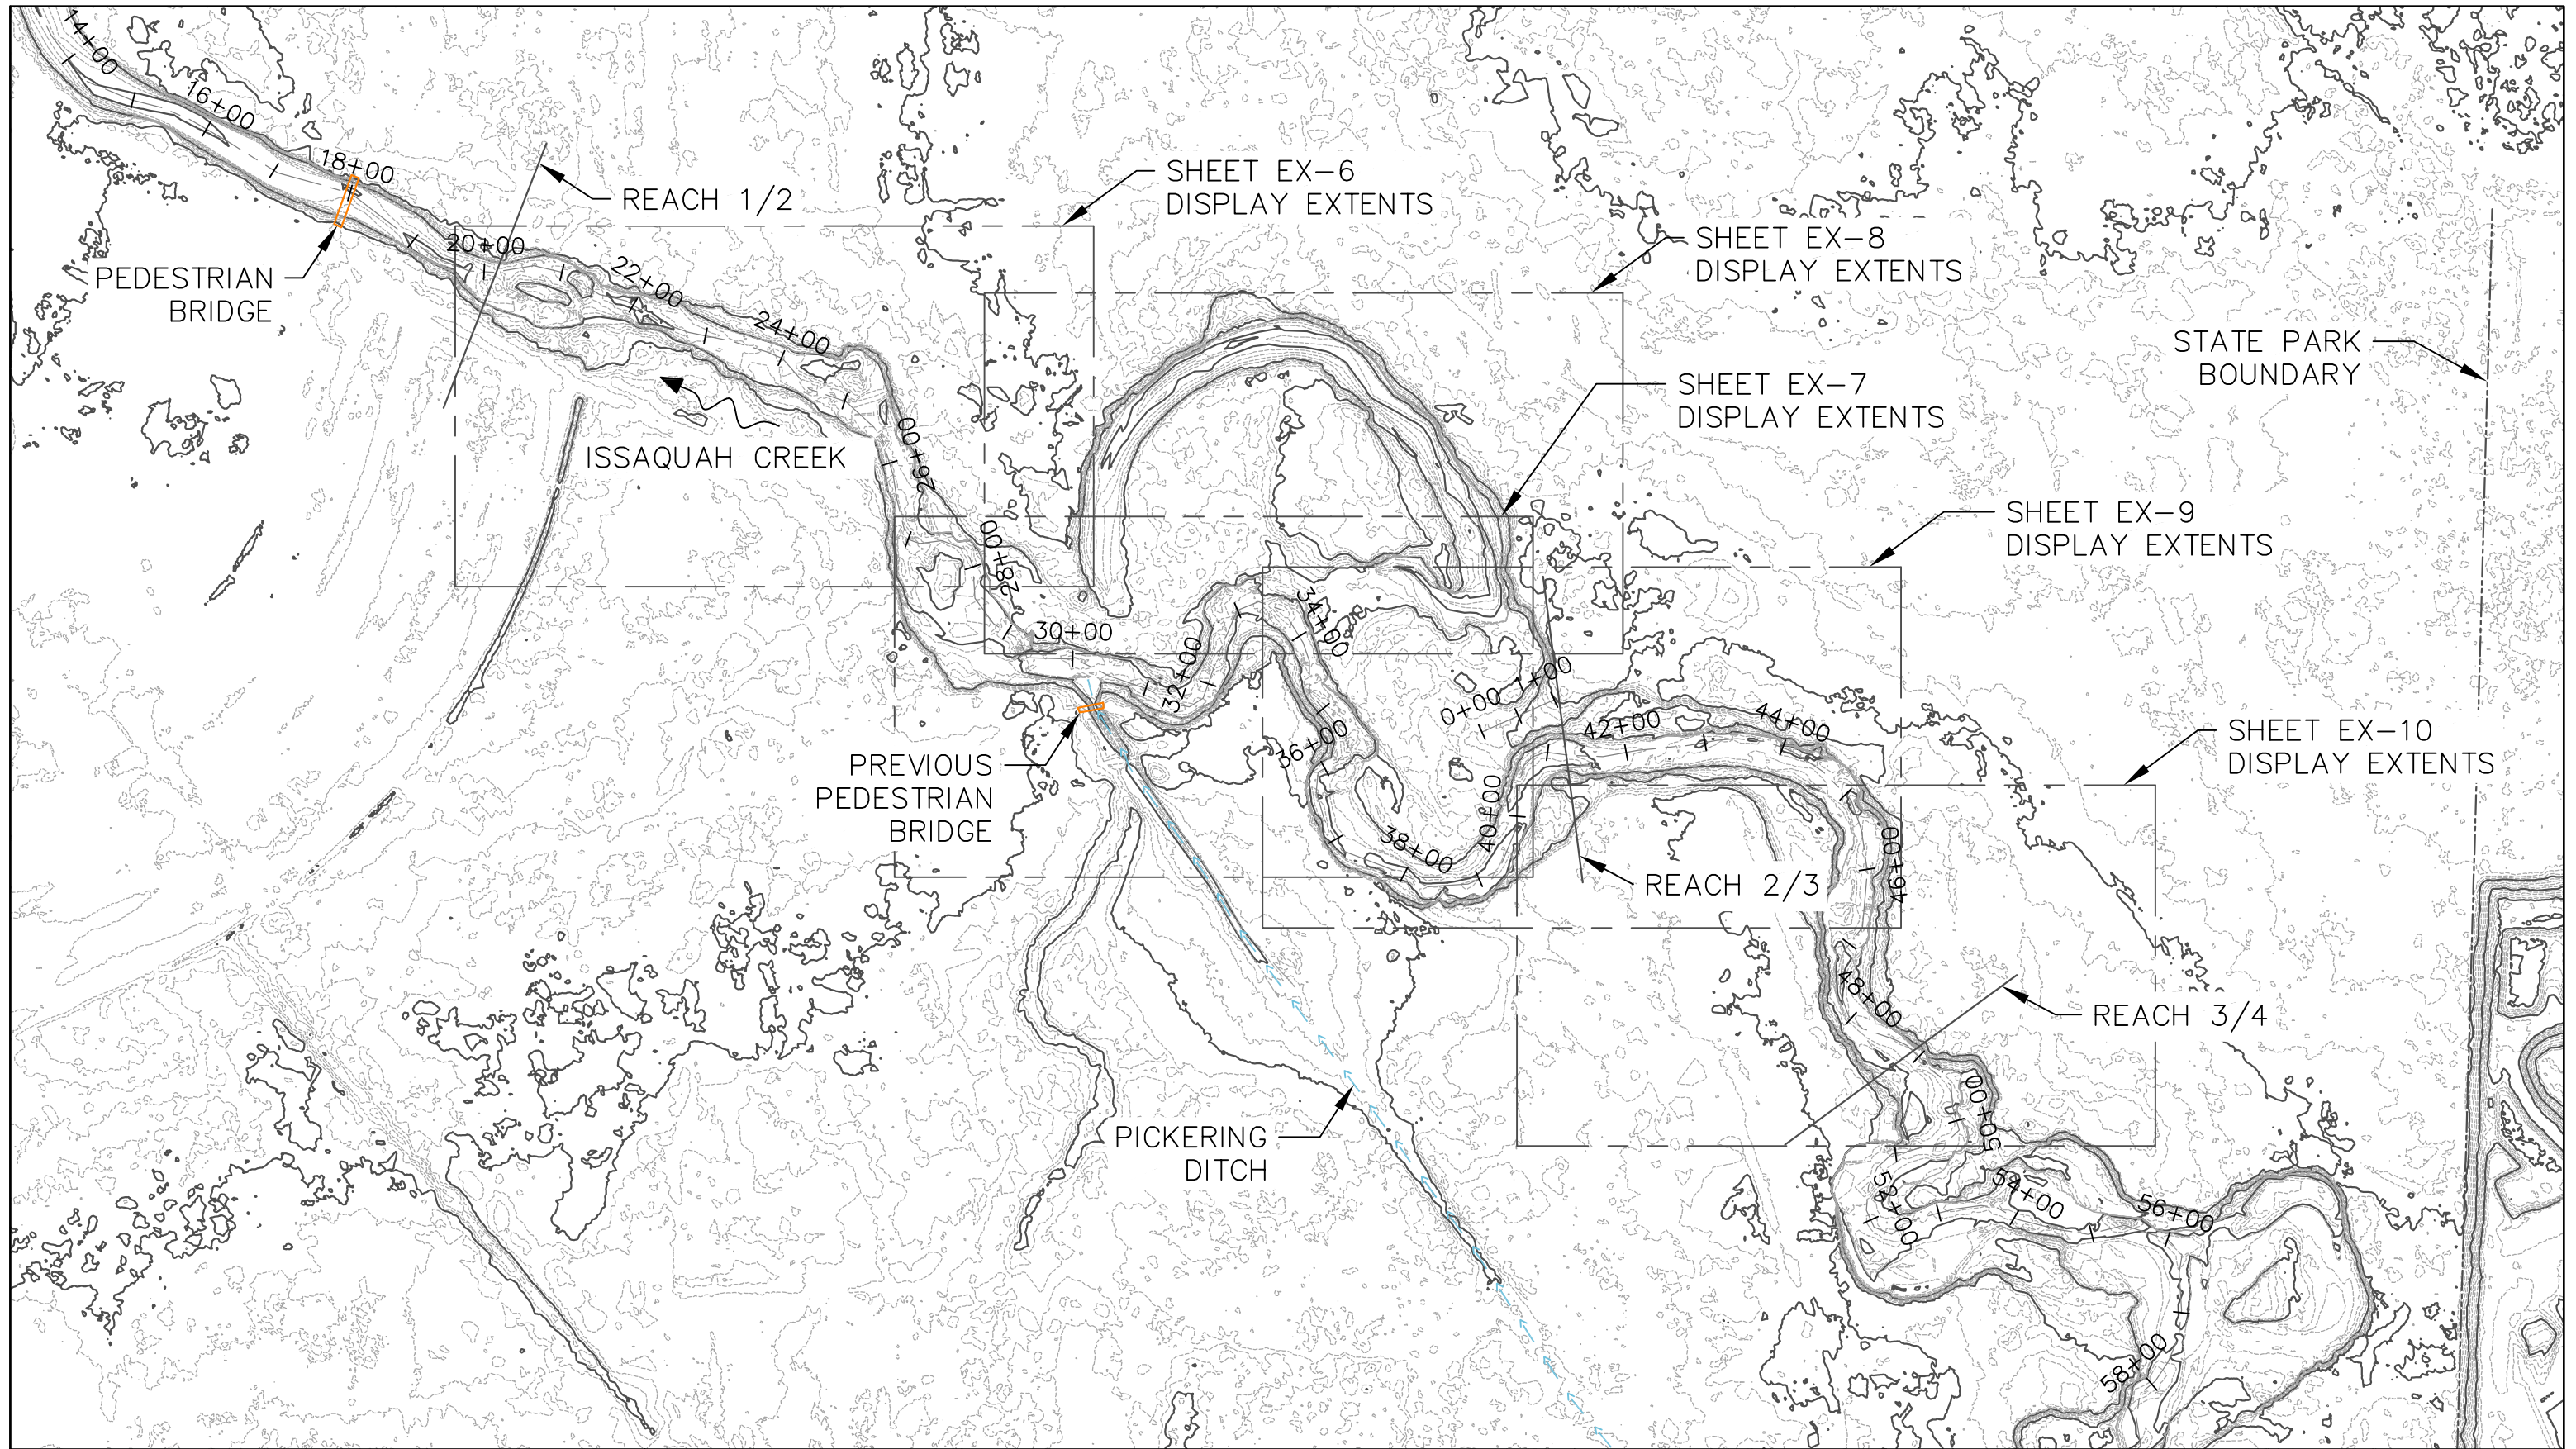 14+00
16+00
18+00
REACH 1/2
PEDESTRIAN
BRIDGE
20+00
22+00
24+00
ISSAQUAH CREEK
26+00
28+00
30+00
32+00
34+00
36+00
38+00
40+00
0+00
1+00
42+00
44+00
46+00
48+00
50+00
52+00
54+00
56+00
58+00
SHEET EX-6
DISPLAY EXTENTS
SHEET EX-8
DISPLAY EXTENTS
SHEET EX-7
DISPLAY EXTENTS
STATE PARK
BOUNDARY
SHEET EX-9
DISPLAY EXTENTS
SHEET EX-10
DISPLAY EXTENTS
PREVIOUS
PEDESTRIAN
BRIDGE
REACH 2/3
REACH 3/4
PICKERING
DITCH